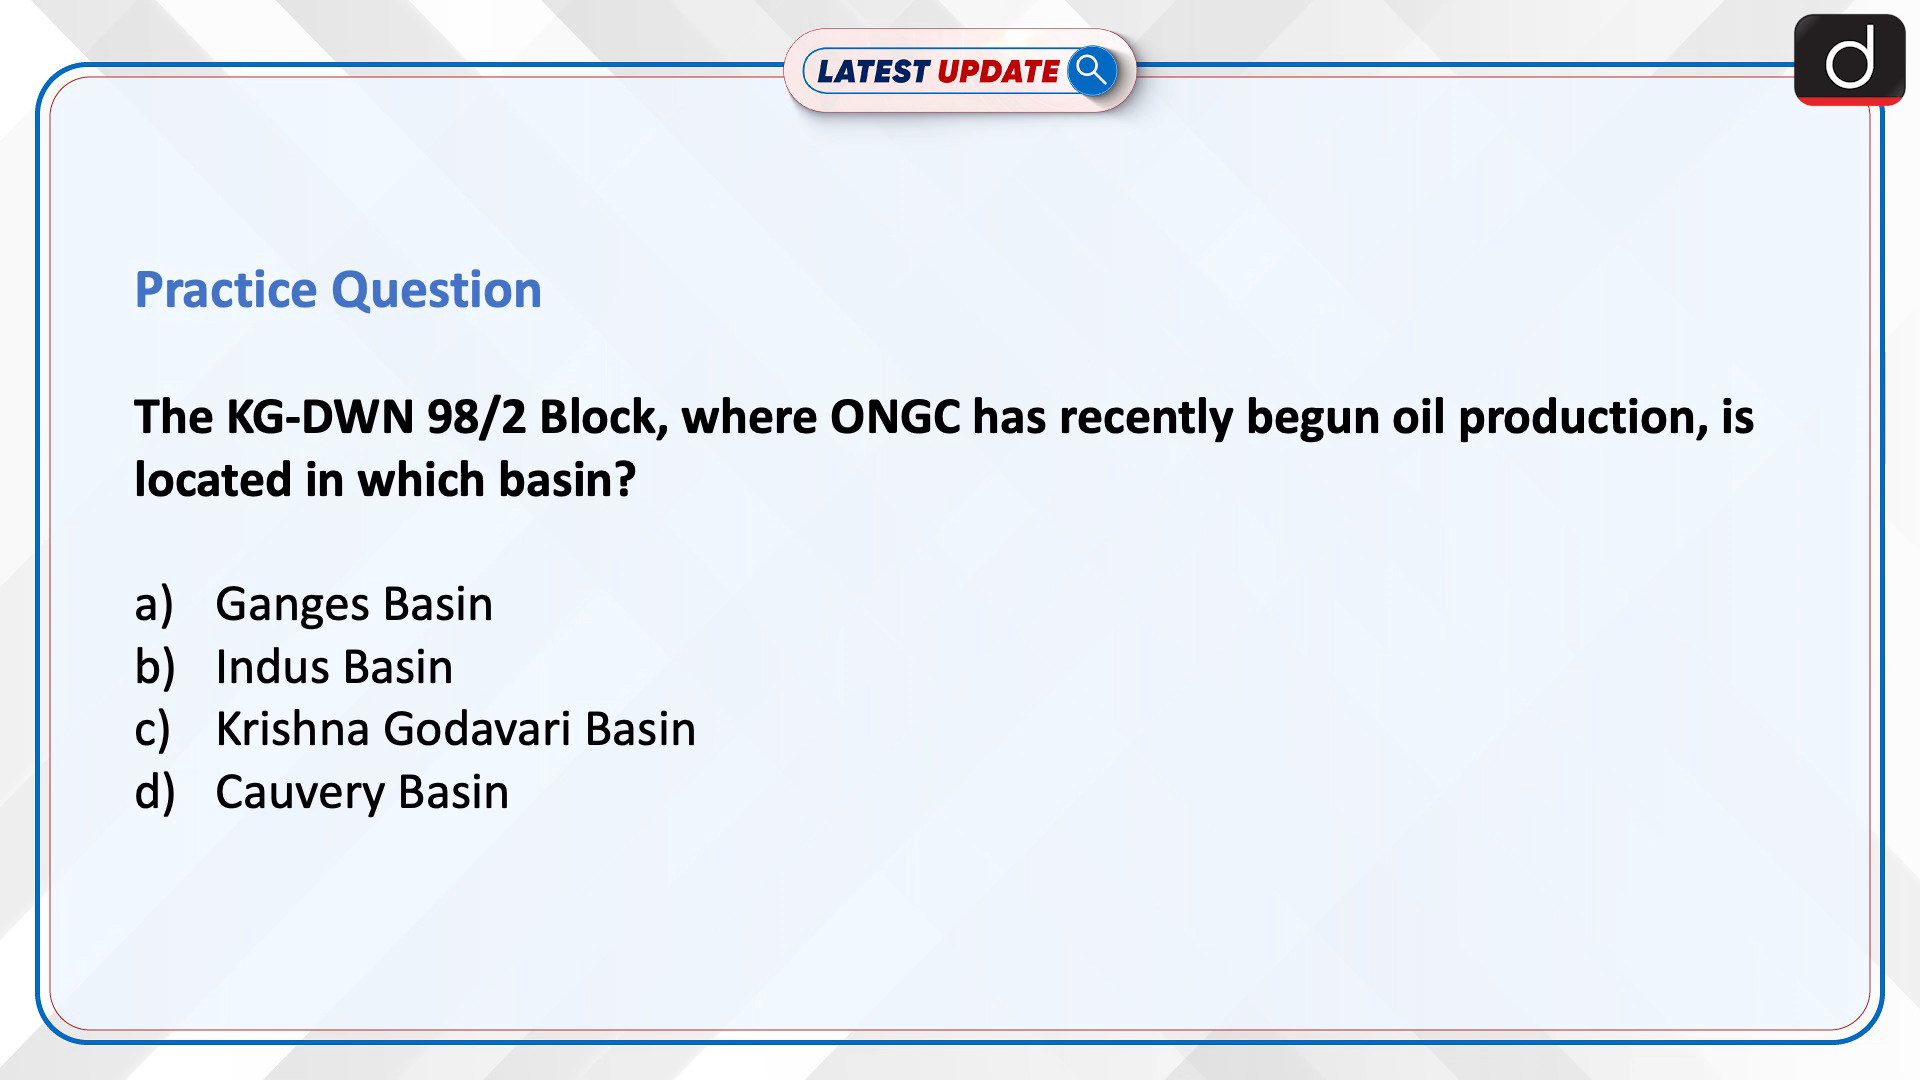 LATEST UPDATE
d
Practice Question
The KG-DWN 98/2 Block, where ONGC has recently begun oil production, is
located in which basin?
a) Ganges Basin
b) Indus Basin
c) Krishna Godavari Basin
d) Cauvery Basin